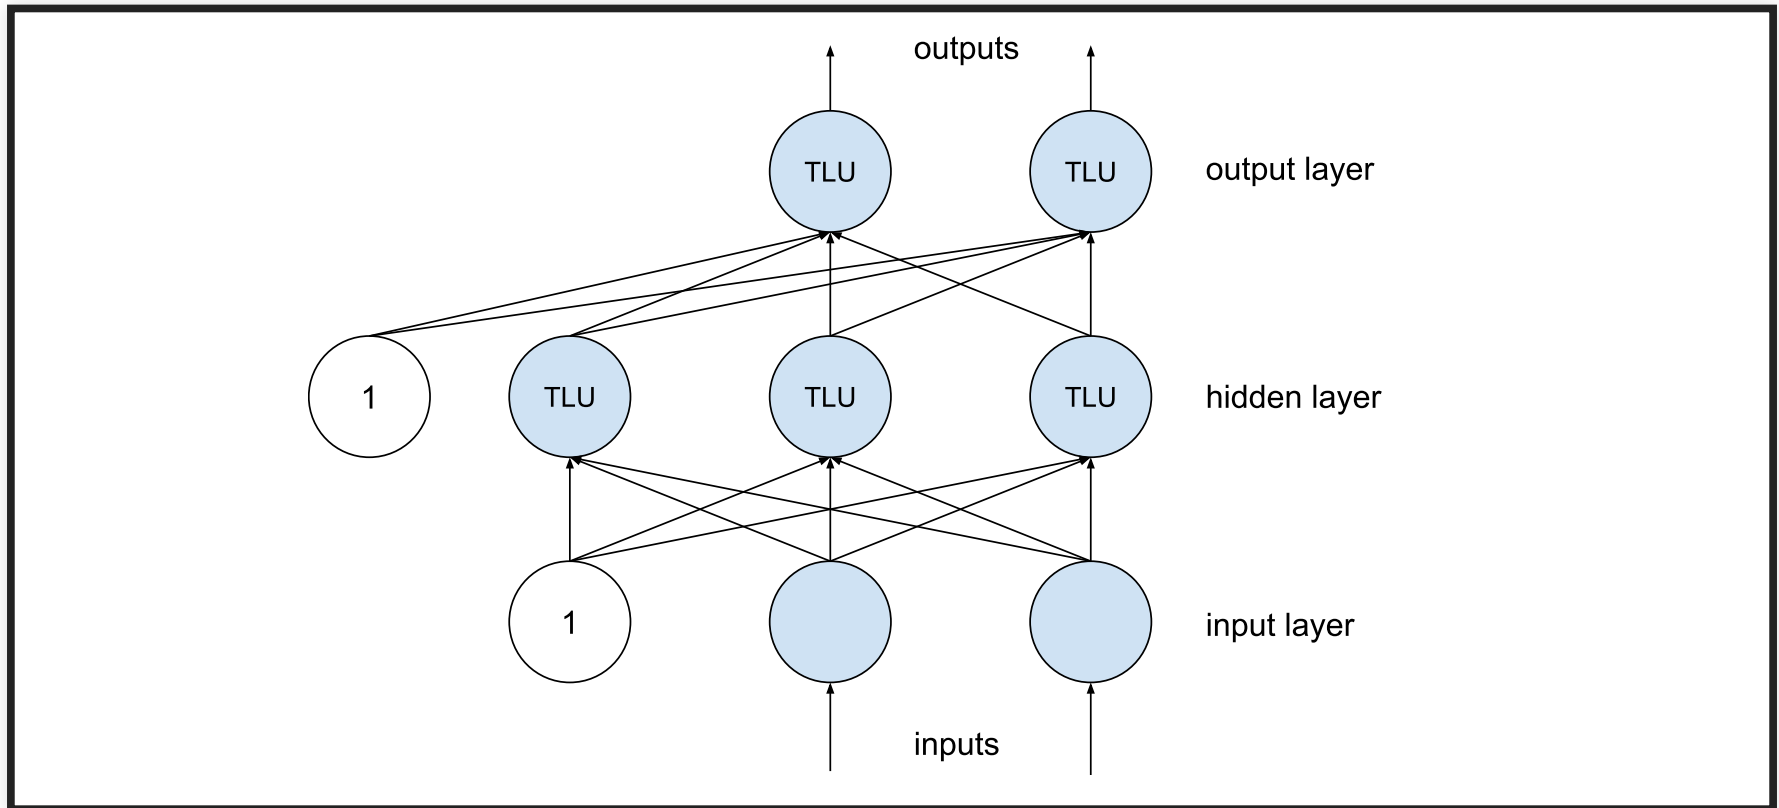 outputs
TLU TLU output layer
1 TLU TLU TLU hidden layer
1 input layer
inputs